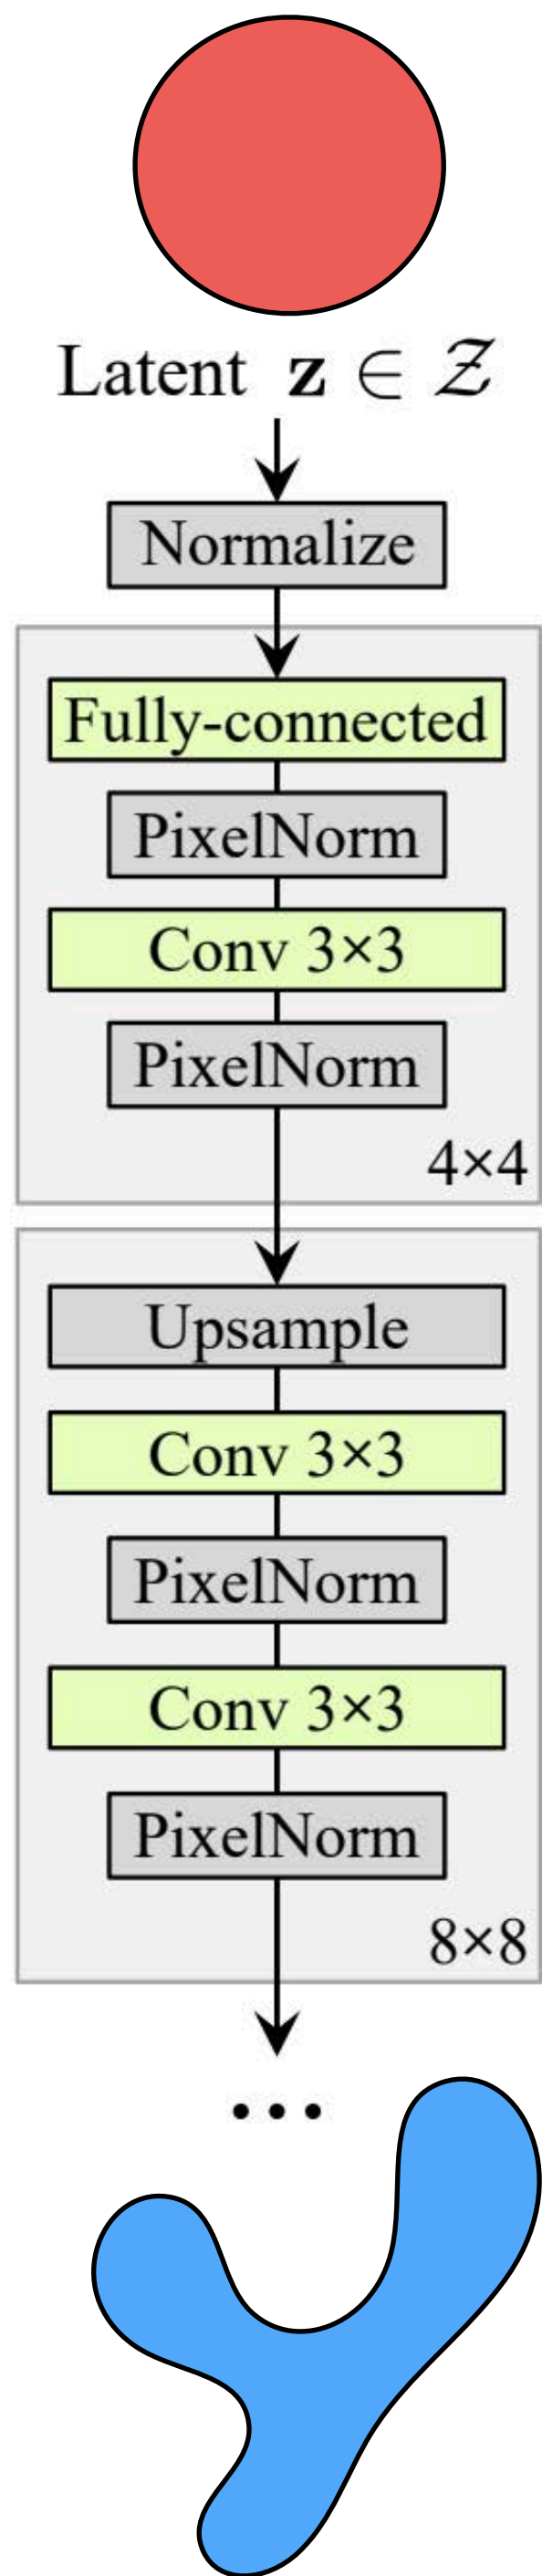 Latent z ∈ 𝒵
Normalize
Fully-connected
PixelNorm
Conv 3×3
PixelNorm
4×4
Upsample
Conv 3×3
PixelNorm
Conv 3×3
PixelNorm
8×8
...